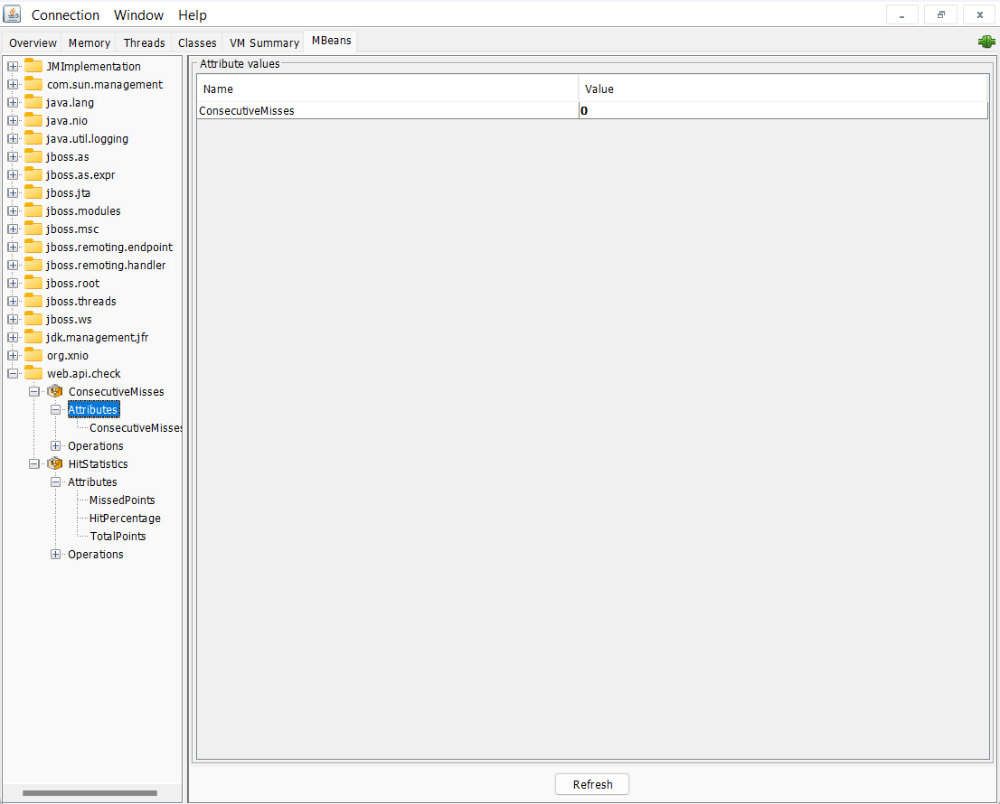 Connection Window Help
Overview Memory Threads Classes VM Summary MBeans
JMImplementation
com.sun.management
java.lang
java.nio
java.util.logging
jboss.as
jboss.as.expr
jboss.jta
jboss.modules
jboss.msc
jboss.remoting.endpoint
jboss.remoting.handler
jboss.root
jboss.threads
jboss.ws
jdk.management.jfr
org.xnio
web.api.check
ConsecutiveMisses
Attributes
ConsecutiveMisses
Operations
HitStatistics
Attributes
MissedPoints
HitPercentage
TotalPoints
Operations
Attribute values
Name Value
ConsecutiveMisses 0
Refresh